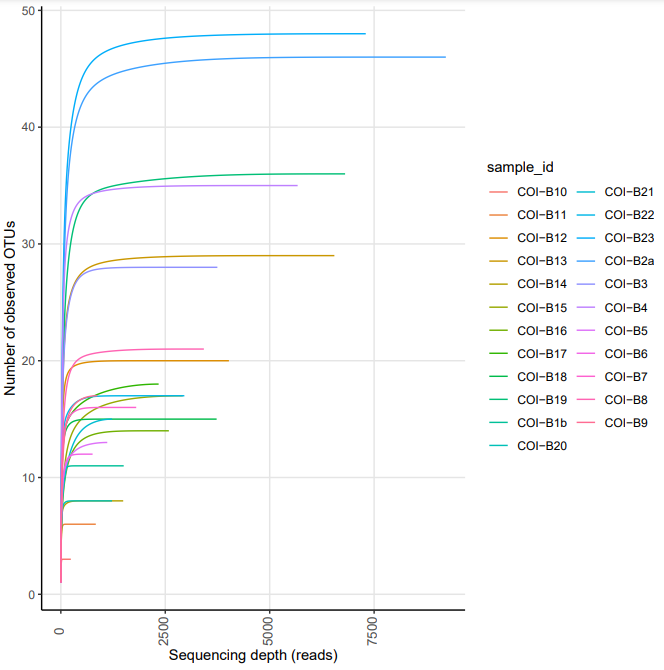 50
40
30
20
10
0
Number of observed OTUs
0
2500
5000
7500
Sequencing depth (reads)
sample_id
COI−B10 COI−B21
COI−B11 COI−B22
COI−B12 COI−B23
COI−B13 COI−B2a
COI−B14 COI−B3
COI−B15 COI−B4
COI−B16 COI−B5
COI−B17 COI−B6
COI−B18 COI−B7
COI−B19 COI−B8
COI−B1b COI−B9
COI−B20